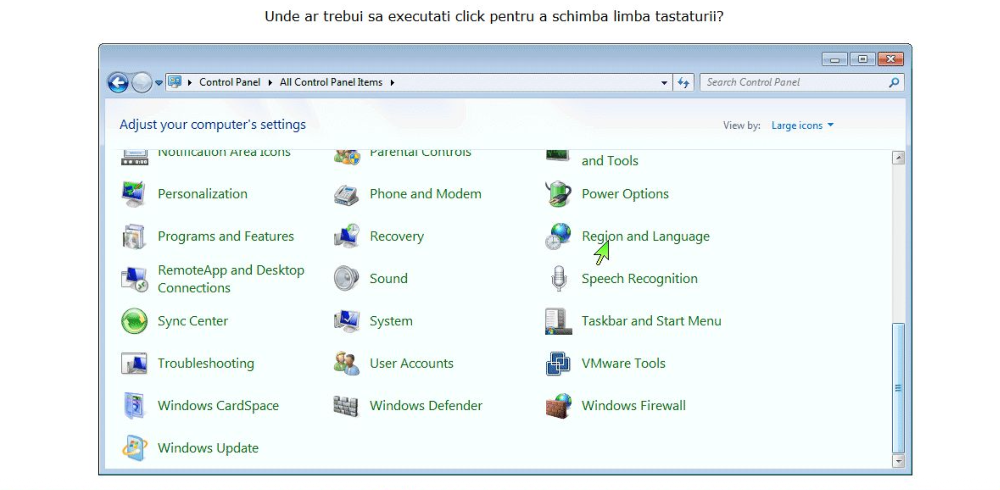 Unde ar trebui sa executati click pentru a schimba limba tastaturii?
Control Panel All Control Panel Items
Search Control Panel
Adjust your computer's settings
View by: Large icons
Notification Area Icons
Parental Controls
and Tools
Personalization
Phone and Modem
Power Options
Programs and Features
Recovery
Region and Language
RemoteApp and Desktop
Connections
Sound
Speech Recognition
Sync Center
System
Taskbar and Start Menu
Troubleshooting
User Accounts
VMware Tools
Windows CardSpace
Windows Defender
Windows Firewall
Windows Update